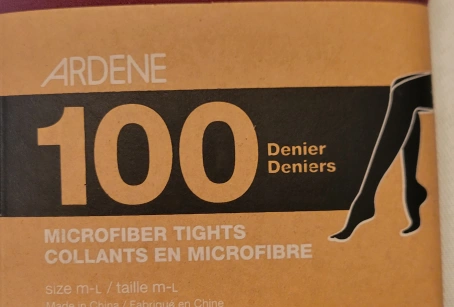 ARDENE
100 Denier
Deniers
MICROFIBER TIGHTS
COLLANTS EN MICROFIBRE
size m-L / taille m-L
Made in China / Fabriqué en Chine